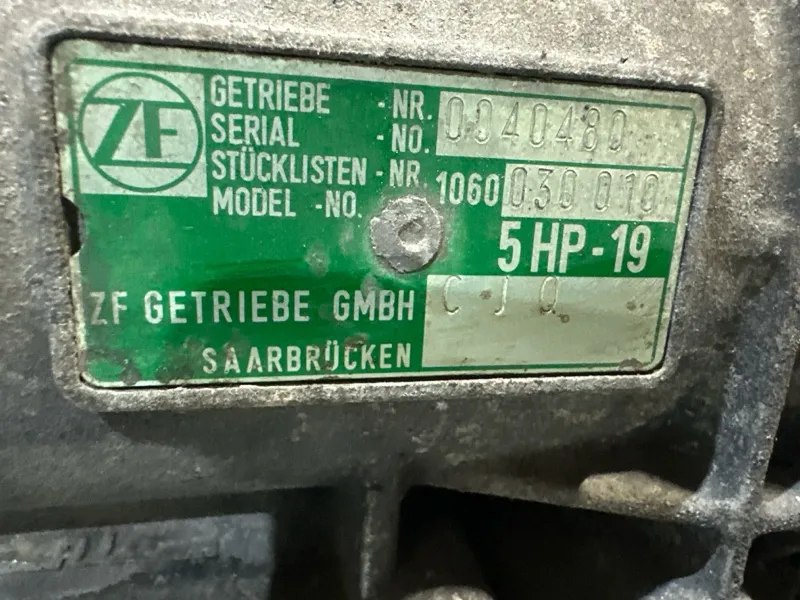 ZF
GETRIEBE -NR. 0040480
SERIAL -NO.
STÜCKLISTEN-NR. 1060 030 010
MODEL -NO.
5 HP-19
ZF GETRIEBE GMBH C J Q
SAARBRÜCKEN